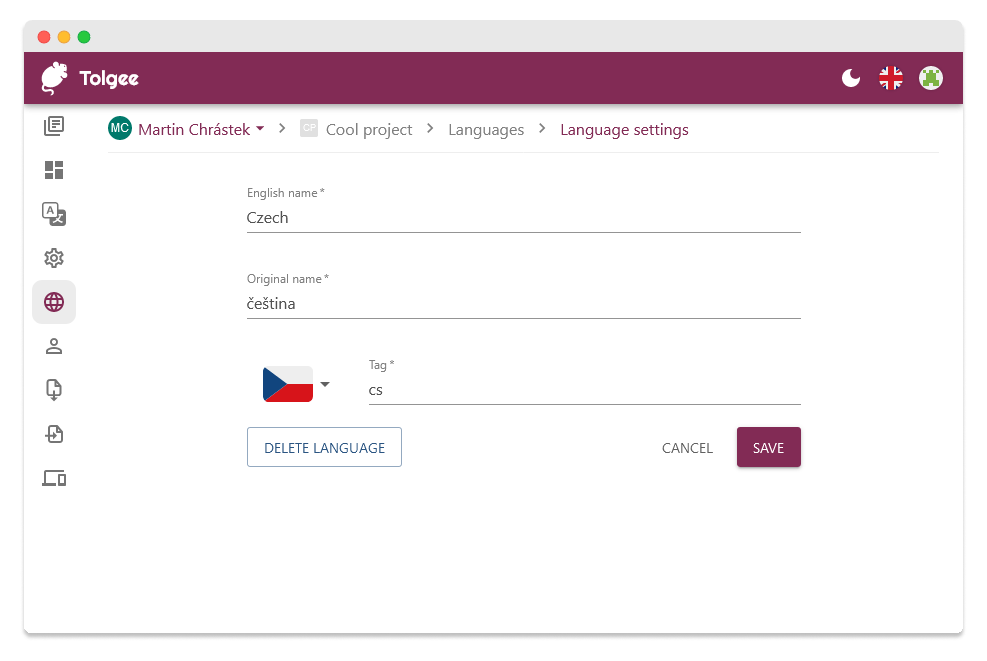 Tolgee
MC Martin Chrástek > CP Cool project > Languages > Language settings
English name *
Czech
Original name *
čeština
Tag *
cs
DELETE LANGUAGE CANCEL SAVE